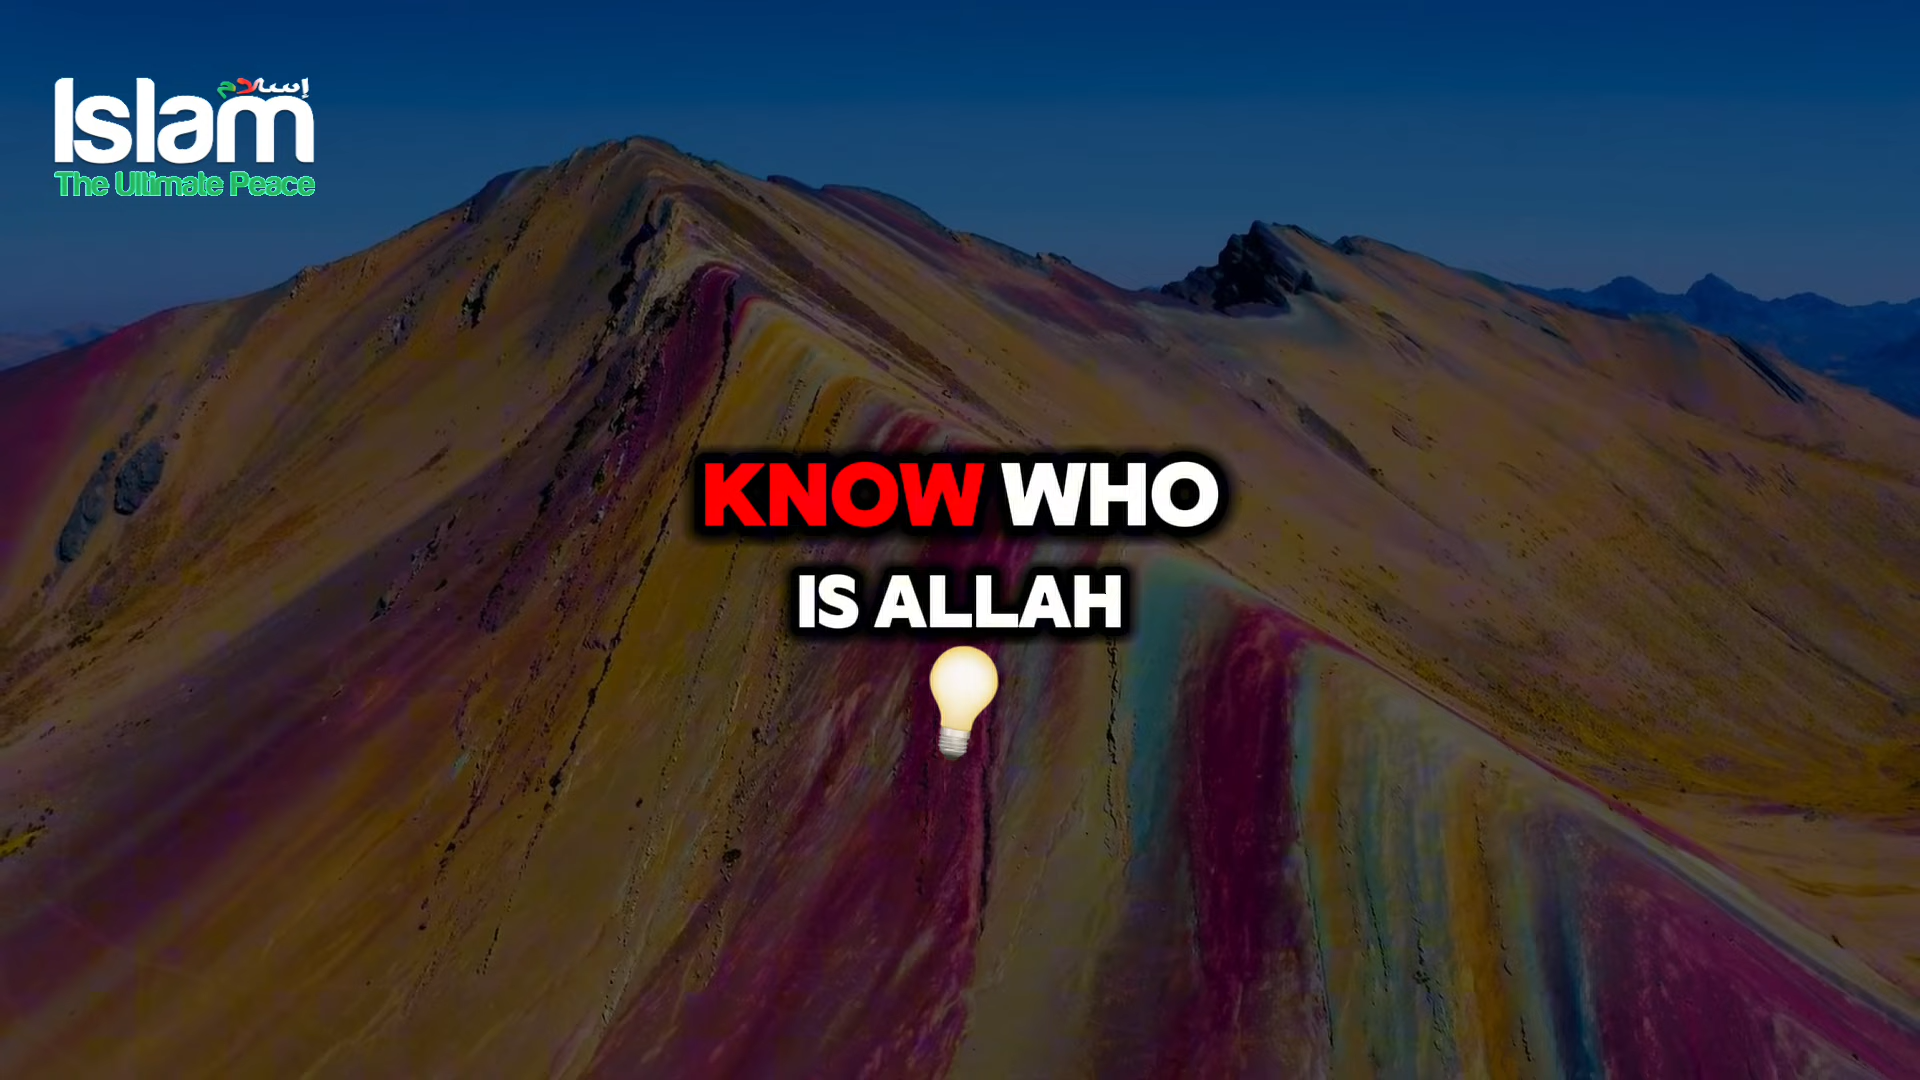 إسلام
Islam
The Ultimate Peace
KNOW WHO
IS ALLAH